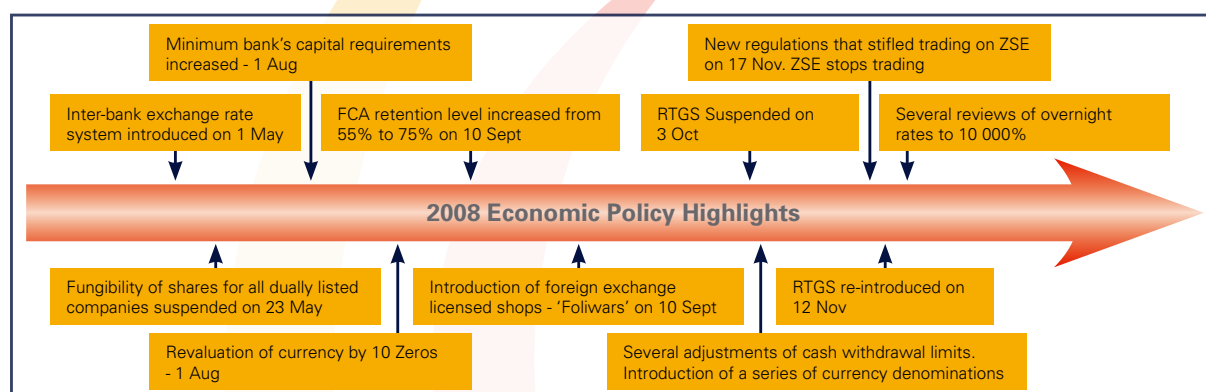 Minimum bank's capital requirements
increased - 1 Aug
New regulations that stifled trading on ZSE
on 17 Nov. ZSE stops trading
Inter-bank exchange rate
system introduced on 1 May
FCA retention level increased from
55% to 75% on 10 Sept
RTGS Suspended on
3 Oct
Several reviews of overnight
rates to 10 000%
2008 Economic Policy Highlights
Fungibility of shares for all dually listed
companies suspended on 23 May
Introduction of foreign exchange
licensed shops - 'Foliwars' on 10 Sept
RTGS re-introduced on
12 Nov
Revaluation of currency by 10 Zeros
- 1 Aug
Several adjustments of cash withdrawal limits.
Introduction of a series of currency denominations